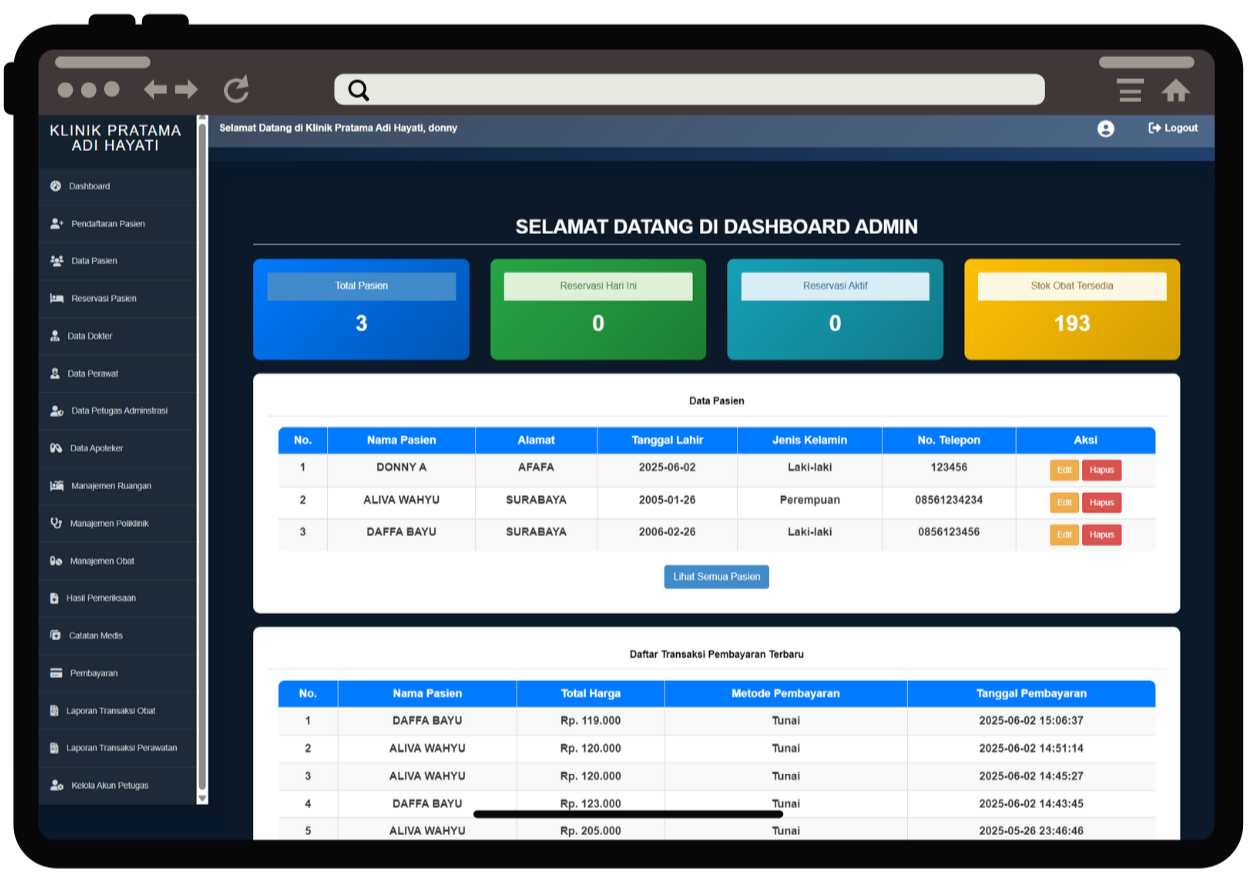 KLINIK PRATAMA
ADI HAYATI
Selamat Datang di Klinik Pratama Adi Hayati, donny
Logout
Dashboard
Pendaftaran Pasien
Data Pasien
Reservasi Pasien
Data Dokter
Data Perawat
Data Petugas Adminstrasi
Data Apoteker
Manajemen Ruangan
Manajemen Poliklinik
Manajemen Obat
Hasil Pemeriksaan
Catatan Medis
Pembayaran
Laporan Transaksi Obat
Laporan Transaksi Perawatan
Kelola Akun Petugas
SELAMAT DATANG DI DASHBOARD ADMIN
Total Pasien
3
Reservasi Hari Ini
0
Reservasi Aktif
0
Stok Obat Tersedia
193
Data Pasien
No. Nama Pasien Alamat Tanggal Lahir Jenis Kelamin No. Telepon Aksi
1 DONNY A AFAFA 2025-06-02 Laki-laki 123456 Edit Hapus
2 ALIVA WAHYU SURABAYA 2005-01-26 Perempuan 08561234234 Edit Hapus
3 DAFFA BAYU SURABAYA 2006-02-26 Laki-laki 0856123456 Edit Hapus
Lihat Semua Pasien
Daftar Transaksi Pembayaran Terbaru
No. Nama Pasien Total Harga Metode Pembayaran Tanggal Pembayaran
1 DAFFA BAYU Rp. 119.000 Tunai 2025-06-02 15:06:37
2 ALIVA WAHYU Rp. 120.000 Tunai 2025-06-02 14:51:14
3 ALIVA WAHYU Rp. 120.000 Tunai 2025-06-02 14:45:27
4 DAFFA BAYU Rp. 123.000 Tunai 2025-06-02 14:43:45
5 ALIVA WAHYU Rp. 205.000 Tunai 2025-05-26 23:46:46